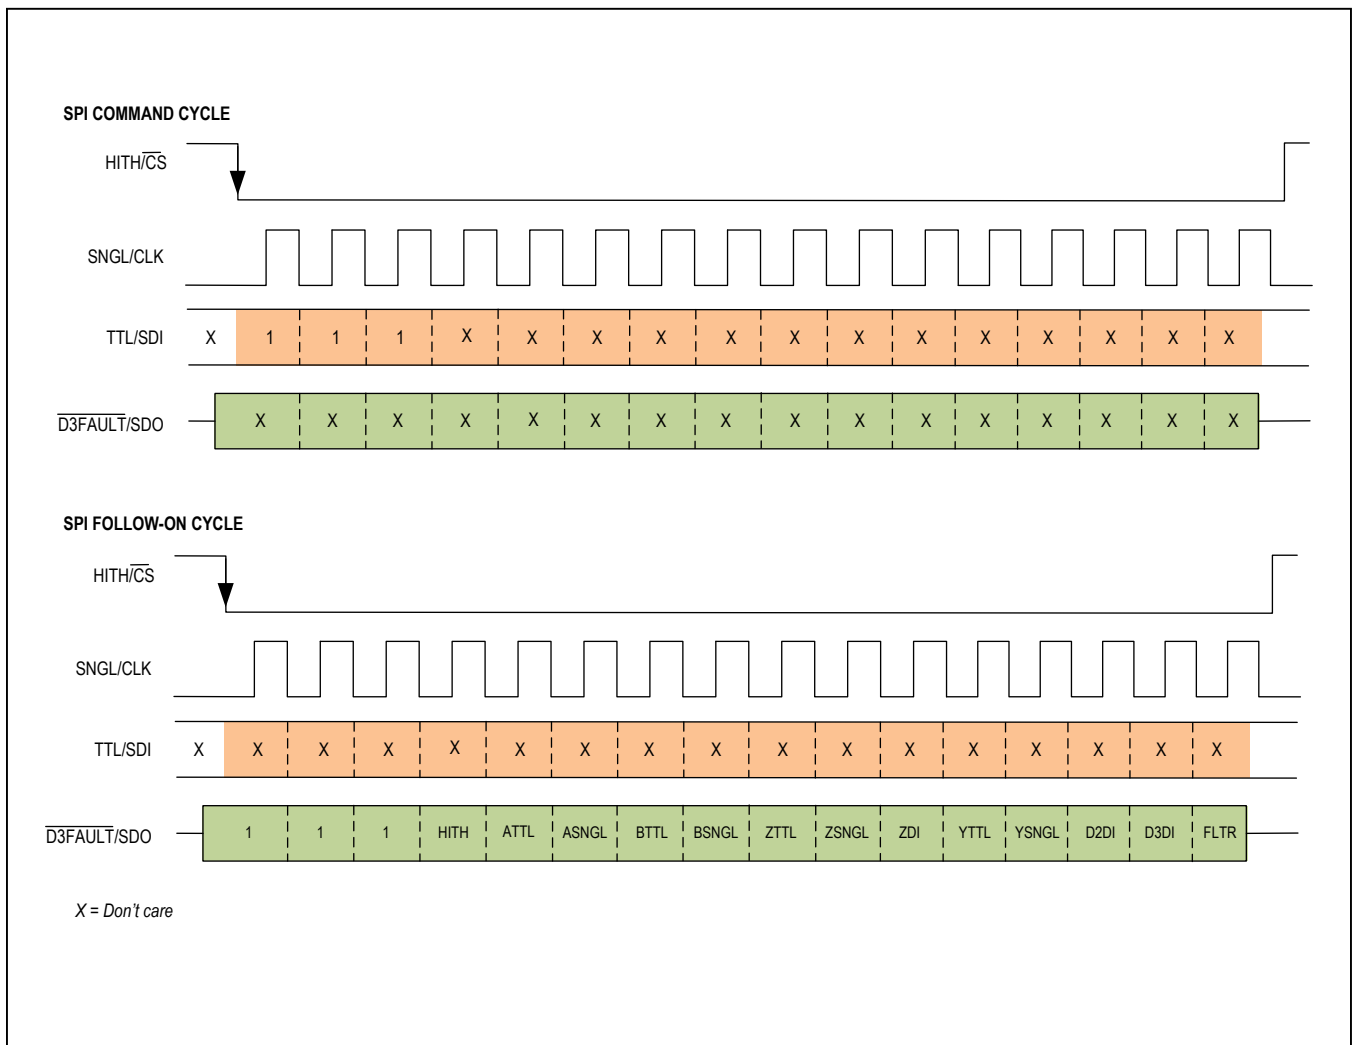 SPI COMMAND CYCLE
HITH/CS
SNGL/CLK
TTL/SDI X 1 1 1 X X X X X X X X X X X X X
D3FAULT/SDO X X X X X X X X X X X X X X X X
SPI FOLLOW-ON CYCLE
HITH/CS
SNGL/CLK
TTL/SDI X X X X X X X X X X X X X X X X X
D3FAULT/SDO 1 1 1 HITH ATTL ASNGL BTTL BSNGL ZTTL ZSNGL ZDI YTTL YSNGL D2DI D3DI FLTR
X = Don't care